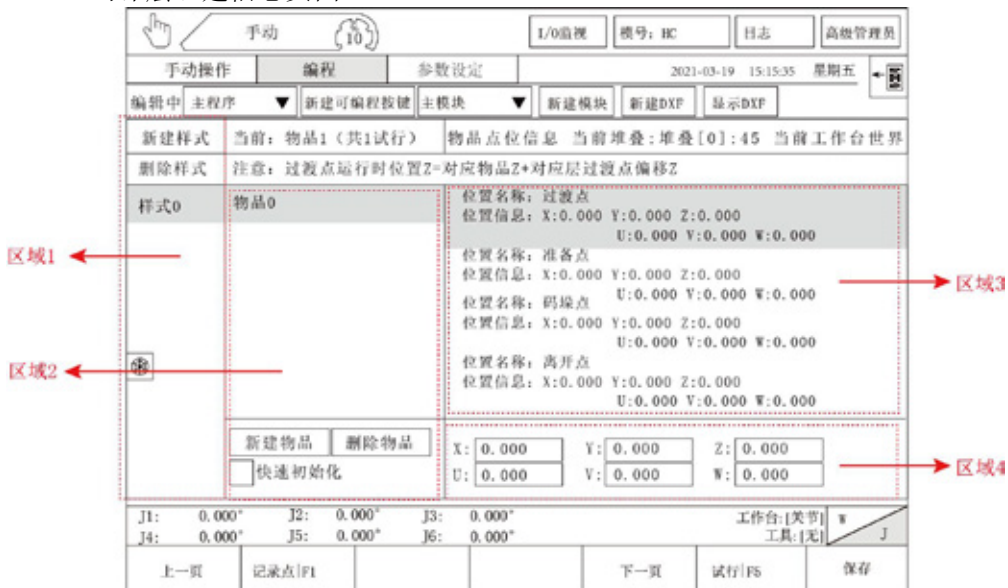 手动 10 I/O监视 模号: HC 日志 高级管理员
手动操作 编程 参数设定 2021-03-19 15:15:35 星期五
编辑中 主程序 ▼ 新建可编程按键 主模块 ▼ 新建模块 新建DXF 显示DXF
新建样式 当前: 物品1 (共1试行) 物品点位信息 当前堆叠:堆叠[0]:45 当前工作台世界
删除样式 注意: 过渡点运行时位置Z=对应物品Z+对应层过渡点偏移Z
样式0 物品0 位置名称: 过渡点
位置信息: X:0.000 Y:0.000 Z:0.000
U:0.000 V:0.000 W:0.000
位置名称: 准备点
区域1 位置信息: X:0.000 Y:0.000 Z:0.000
U:0.000 V:0.000 W:0.000 区域3
位置名称: 码垛点
位置信息: X:0.000 Y:0.000 Z:0.000
U:0.000 V:0.000 W:0.000
位置名称: 离开点
区域2 位置信息: X:0.000 Y:0.000 Z:0.000
U:0.000 V:0.000 W:0.000
新建物品 删除物品 X: 0.000 Y: 0.000 Z: 0.000
快速初始化 U: 0.000 V: 0.000 W: 0.000 区域4
J1: 0.000° J2: 0.000° J3: 0.000° 工作台:[关节] W
J4: 0.000° J5: 0.000° J6: 0.000° 工具:[无] J
上一页 记录点|F1 下一页 试行|F5 保存